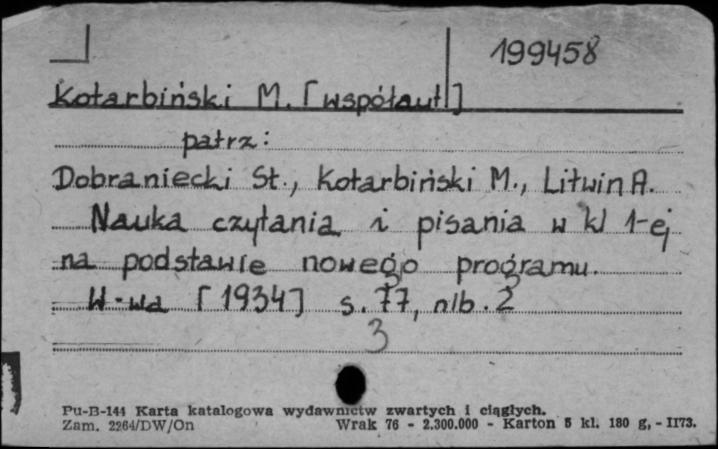 199458
Kotarbiński M. [współaut]
patrz:
Dobraniecki St., Kotarbiński M., Litwin A.
Nauka czytania i pisania w kl 1-ej
na podstawie nowego programu.
W-wa [1934] s. 77, nlb. 2
3
Pu-B-144 Karta katalogowa wydawnictw zwartych i ciągłych.
Zam. 2264/DW/On Wrak 76 - 2.300.000 - Karton 5 kl. 180 g, - II73.